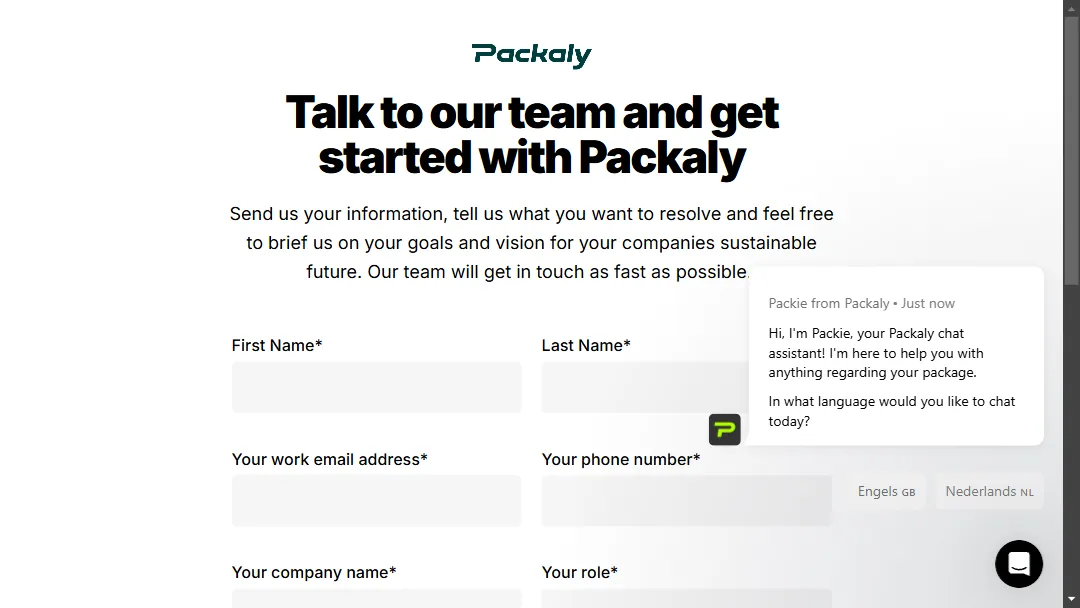 Packaly
Talk to our team and get
started with Packaly
Send us your information, tell us what you want to resolve and feel free
to brief us on your goals and vision for your companies sustainable
future. Our team will get in touch as fast as possible.
First Name*
Last Name*
Packie from Packaly • Just now
Hi, I'm Packie, your Packaly chat
assistant! I'm here to help you with
anything regarding your package.
In what language would you like to chat
today?
Your work email address*
Your phone number*
Engels GB
Nederlands NL
Your company name*
Your role*